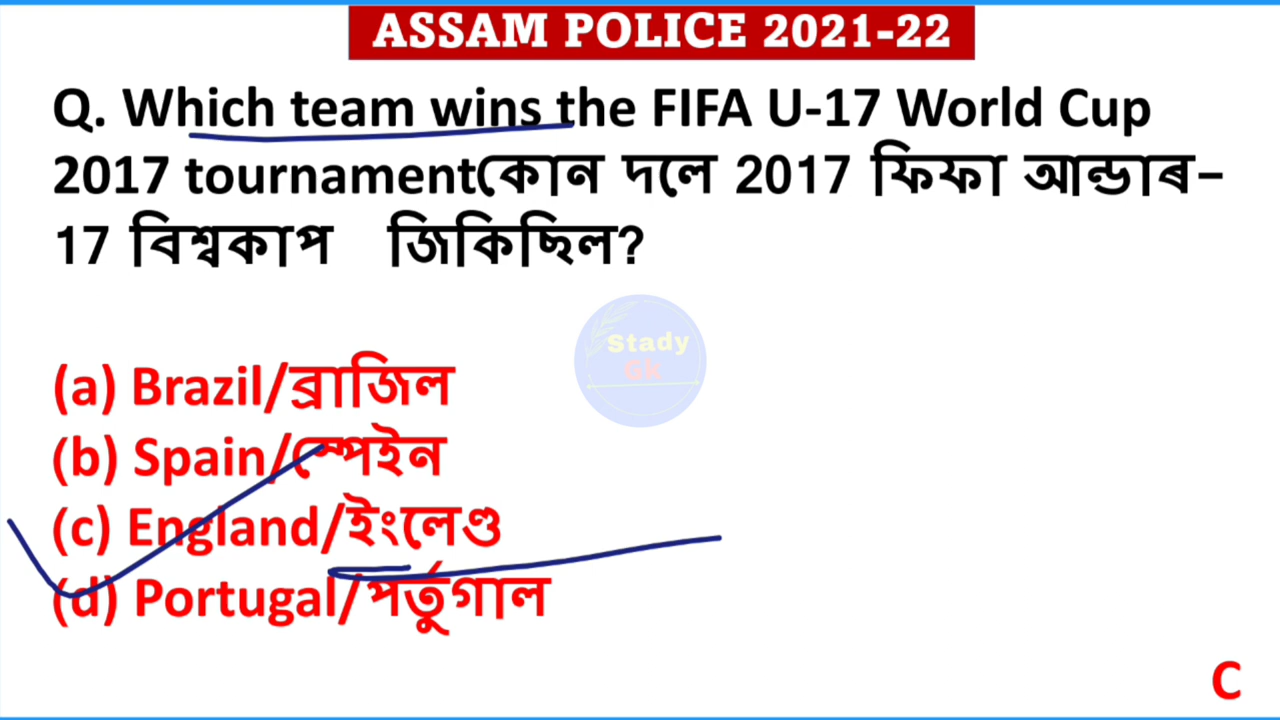 ASSAM POLICE 2021-22
Q. Which team wins the FIFA U-17 World Cup
2017 tournamentকোন দলে 2017 ফিফা আন্ডাৰ-
17 বিশ্বকাপ জিকিছিল?
Stady
Gk
(a) Brazil/ব্ৰাজিল
(b) Spain/স্পেইন
(c) England/ইংলেণ্ড
(d) Portugal/পৰ্তুগাল
C